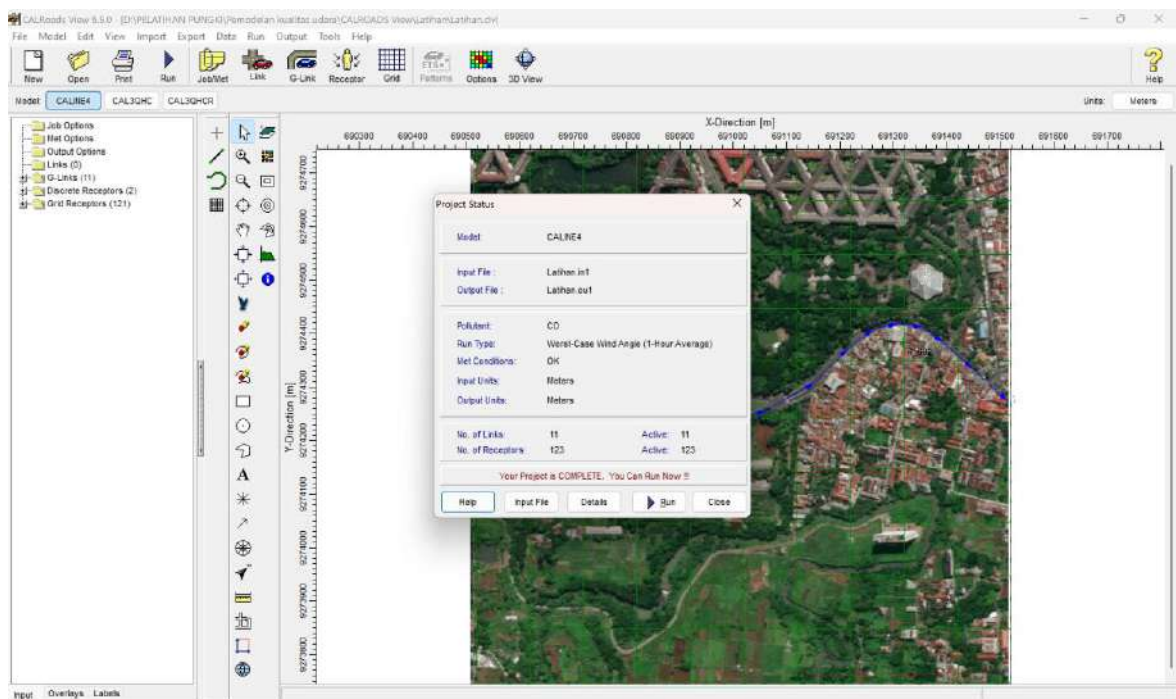 CALRoads View 6.5.0 - [D:\PELATIHAN PUNGKI\Pemodelan kualitas udara\CALROADS View\Latihan\Latihan.clv]
File Model Edit View Import Export Data Run Output Tools Help
New Open Print Run Job/Met Link G-Link Receptor Grid Patterns Options 3D View Help
Model: CALINE4 CAL3QHC CAL3QHCR Units: Meters
Job Options
Met Options
Output Options
Links (0)
G-Links (11)
Discrete Receptors (2)
Grid Receptors (121)
X-Direction [m]
690300 690400 690500 690600 690700 690800 690900 691000 691100 691200 691300 691400 691500 691600 691700
Y-Direction [m]
9274700
9274600
9274500
9274400
9274300
9274200
9274100
9274000
9273900
9273800
Project Status
Model: CALINE4
Input File : Latihan.in1
Output File : Latihan.out1
Pollutant: CO
Run Type: Worst-Case Wind Angle (1-Hour Average)
Met Conditions: OK
Input Units: Meters
Output Units: Meters
No. of Links: 11 Active: 11
No. of Receptors: 123 Active: 123
Your Project is COMPLETE. You Can Run Now !!!
Help Input File Details Run Close
Input Overlays Labels